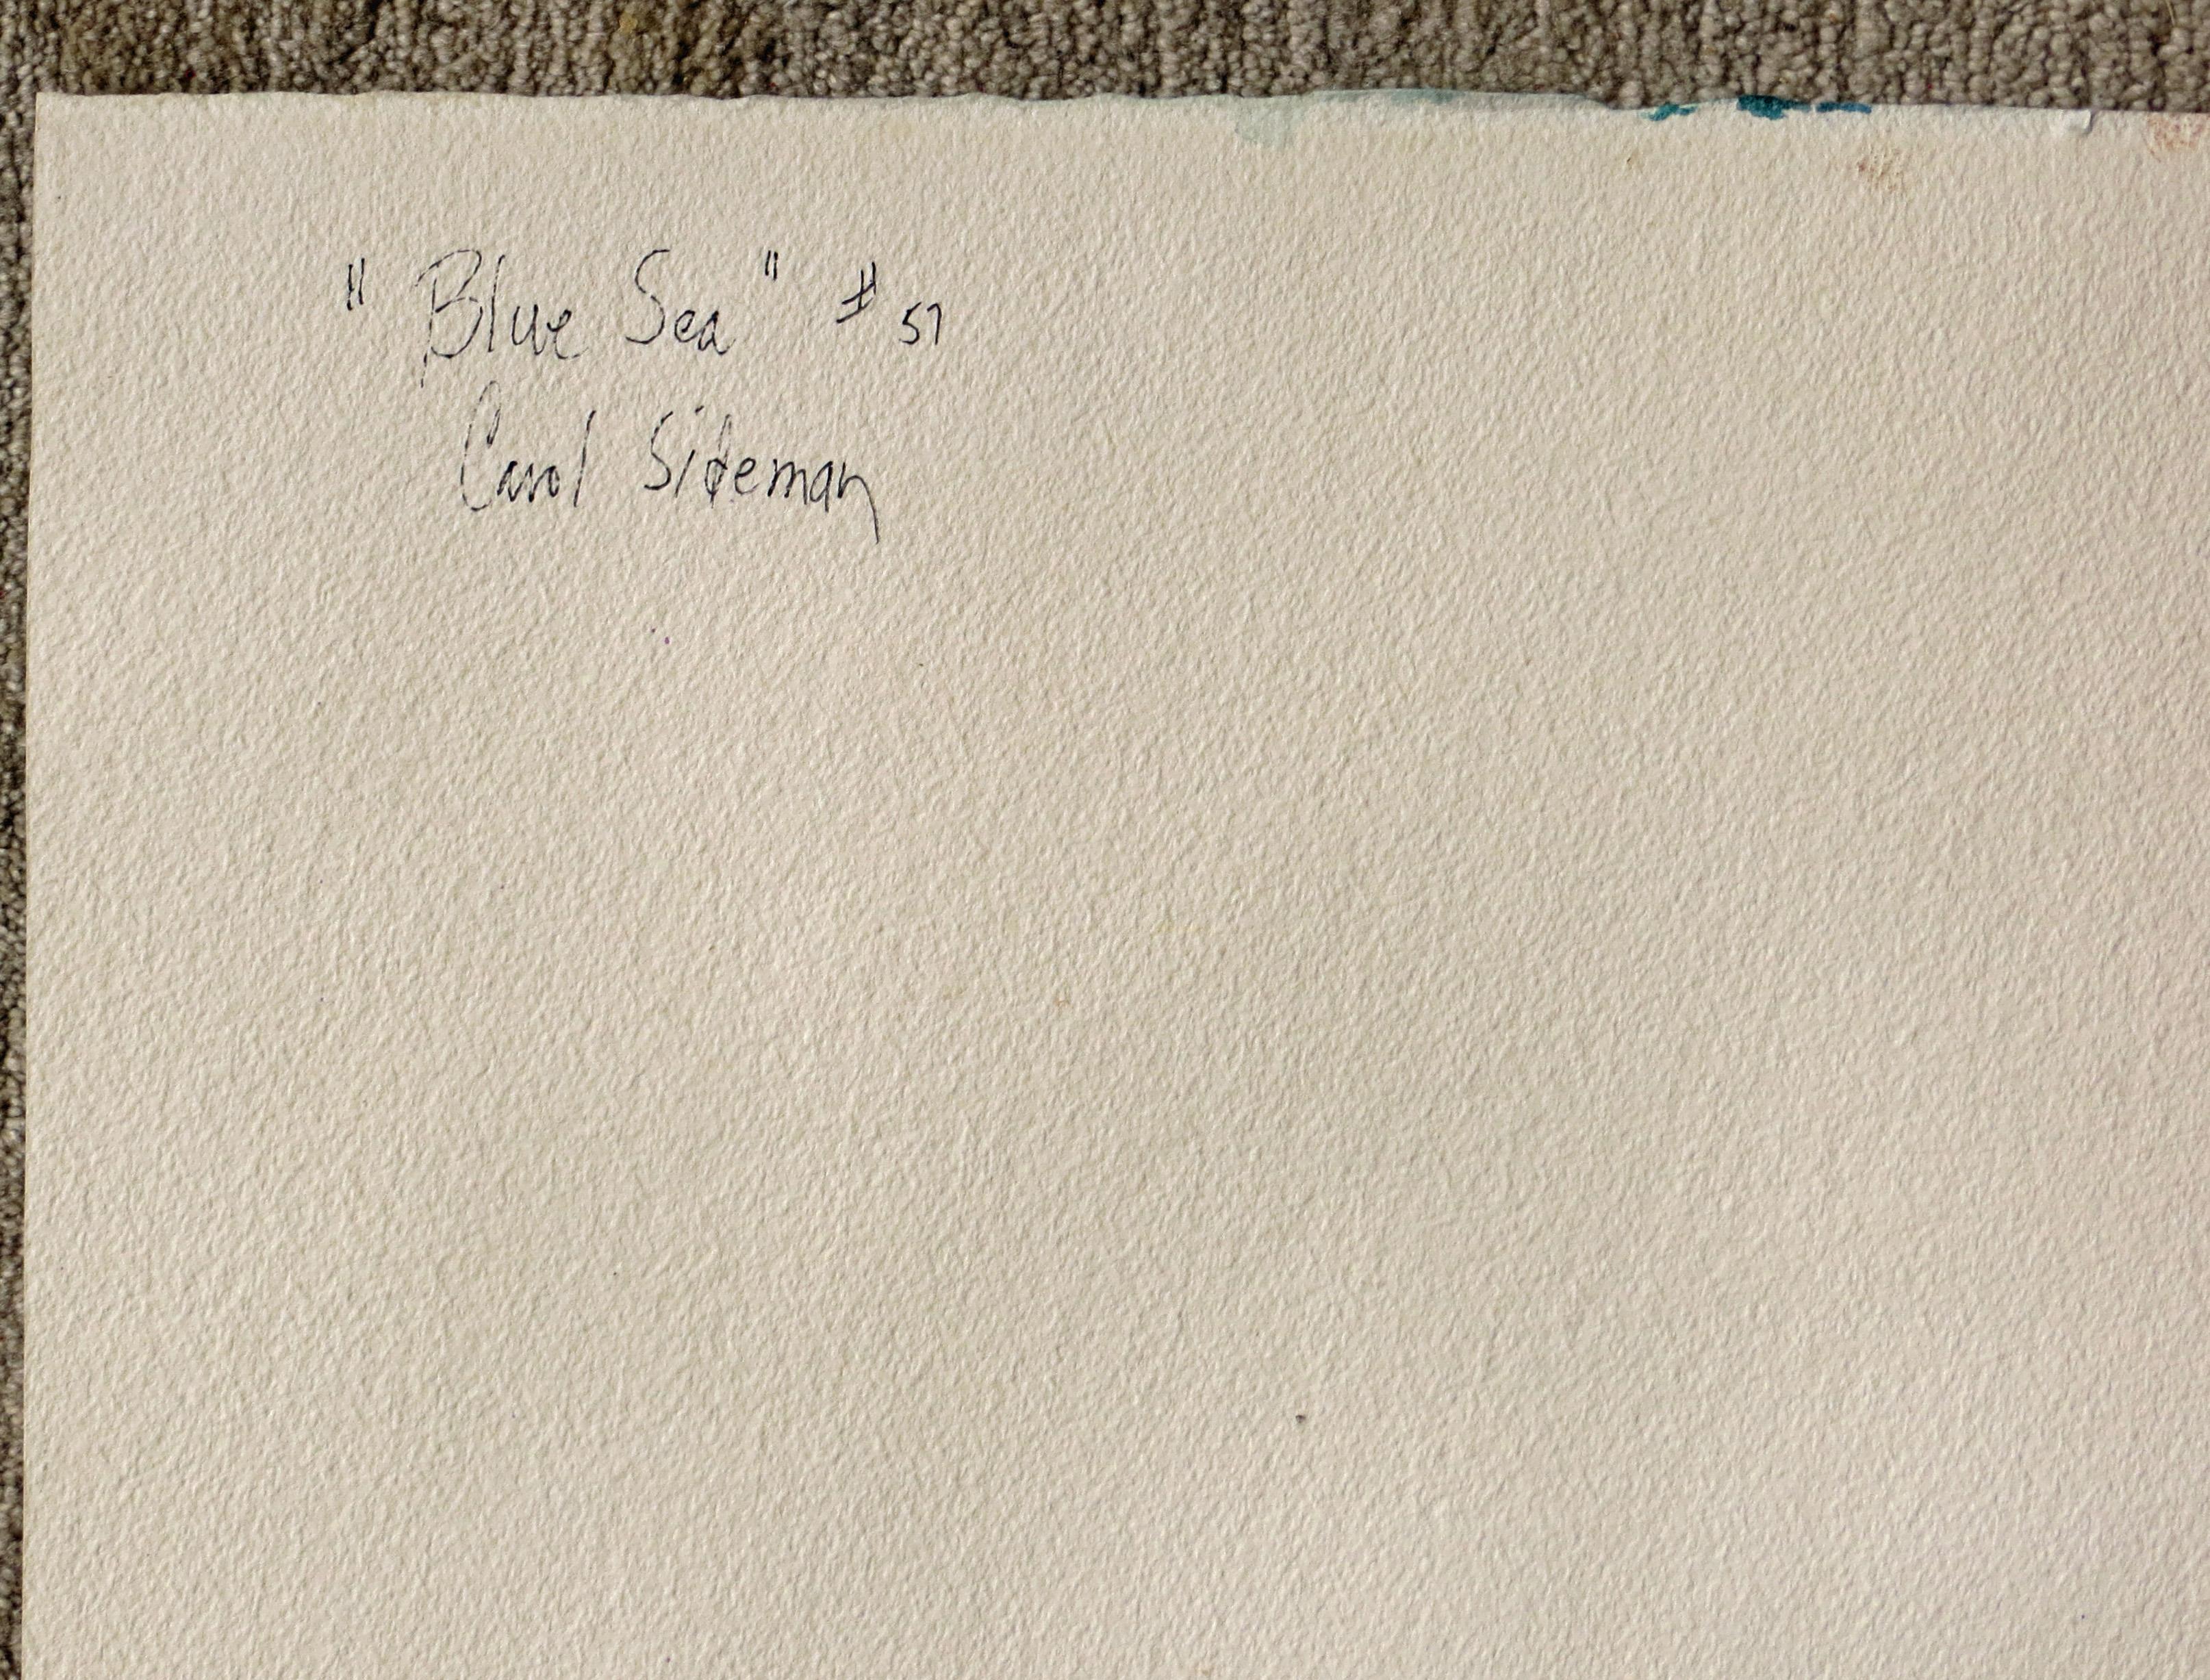 "Blue Sea" # 57
Carol Sideman